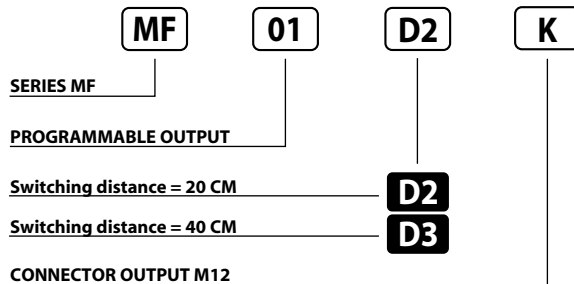 MF 01 D2 K
SERIES MF
PROGRAMMABLE OUTPUT
Switching distance = 20 CM D2
Switching distance = 40 CM D3
CONNECTOR OUTPUT M12